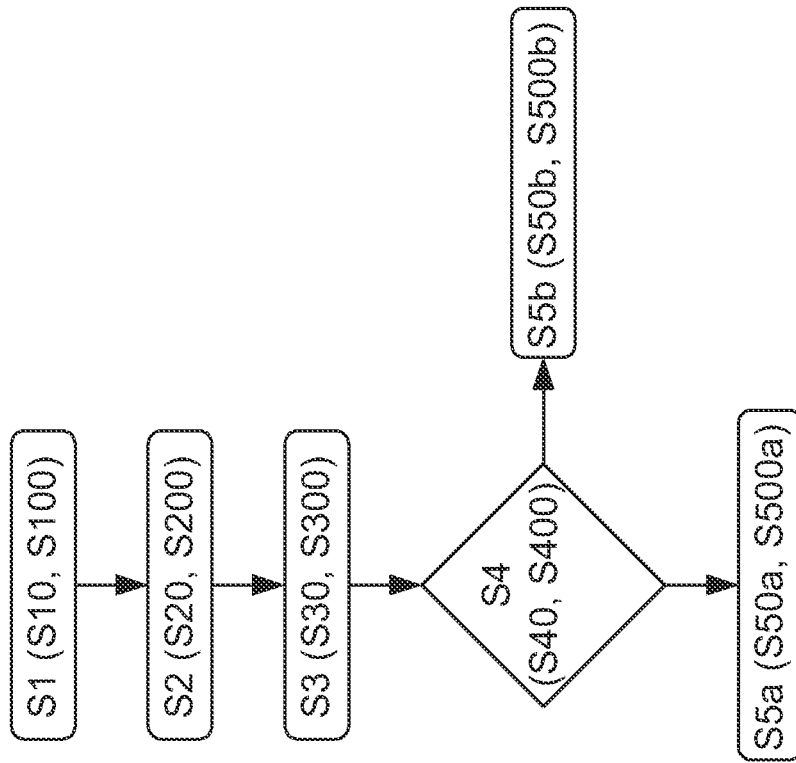 S1 (S10, S100)
S2 (S20, S200)
S3 (S30, S300)
S4
(S40, S400)
S5b (S50b, S500b)
S5a (S50a, S500a)